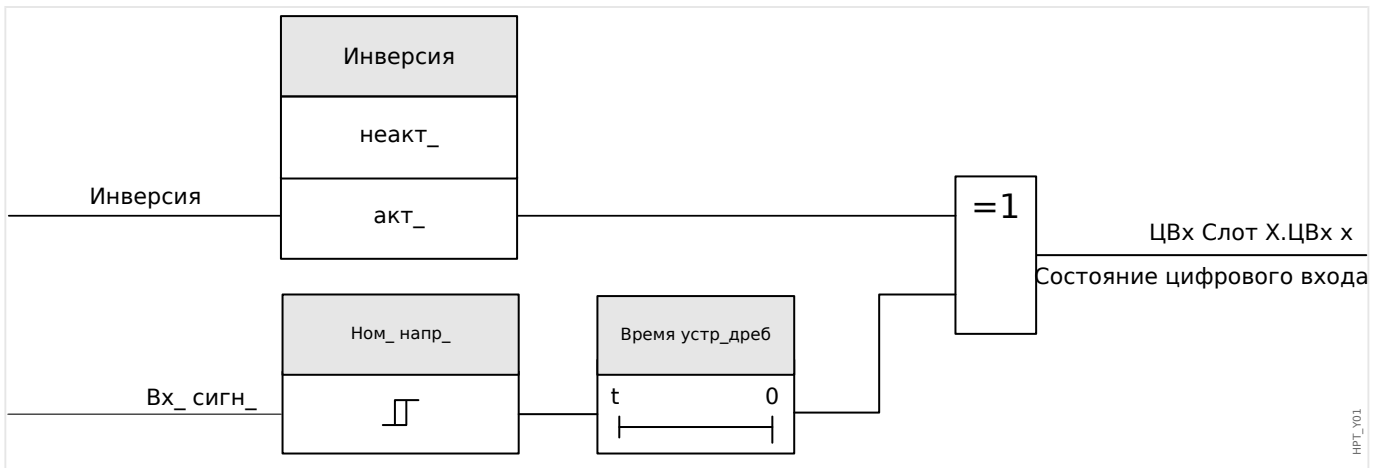 Инверсия
неакт_
Инверсия
акт_
=1
ЦВх Слот X.ЦВх x
Состояние цифрового входа
Ном_ напр_
Время устр_дреб
Вх_ сигн_
t 0
HPT_Y01